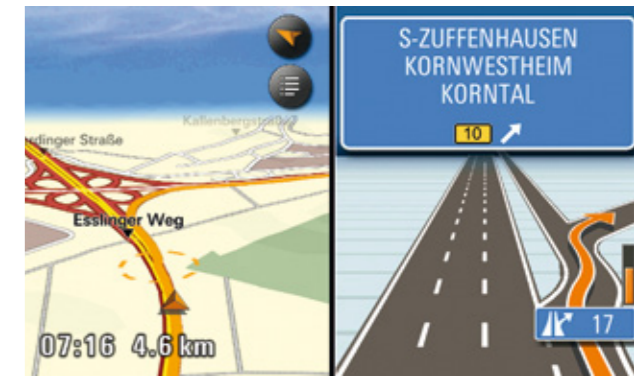 Kallenbergstraße
rdinger Straße
Esslinger Weg
07:16 4.6 km
S-ZUFFENHAUSEN
KORNWESTHEIM
KORNTAL
10
17